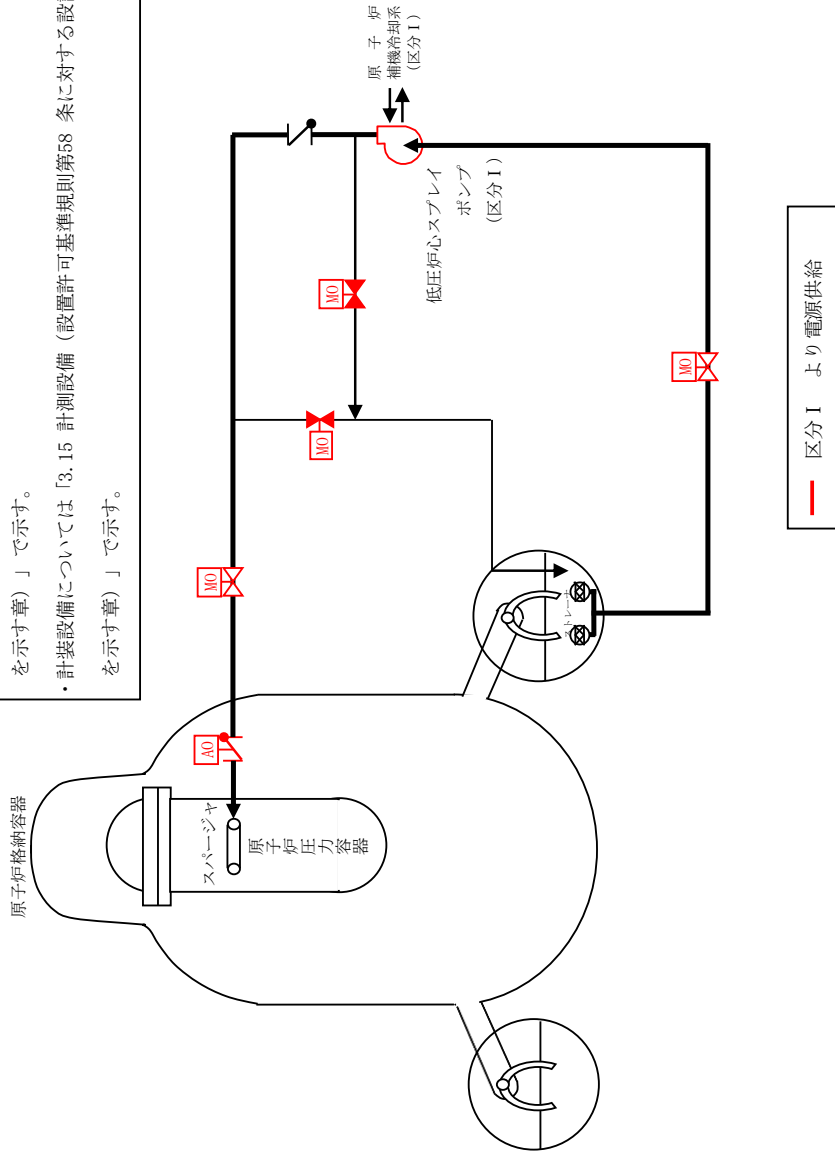 を示す章）」で示す。
・計装設備については「3.15 計測設備（設置許可基準規則第58 条に対する設
を示す章）」で示す。
原子炉格納容器
スパージャ
原子炉圧力容器
AO
MO
MO
MO
MO
ストレーナ
原 子 炉
補機冷却系
(区分Ⅰ)
低圧炉心スプレイ
ポンプ
(区分Ⅰ)
区分Ⅰ より電源供給